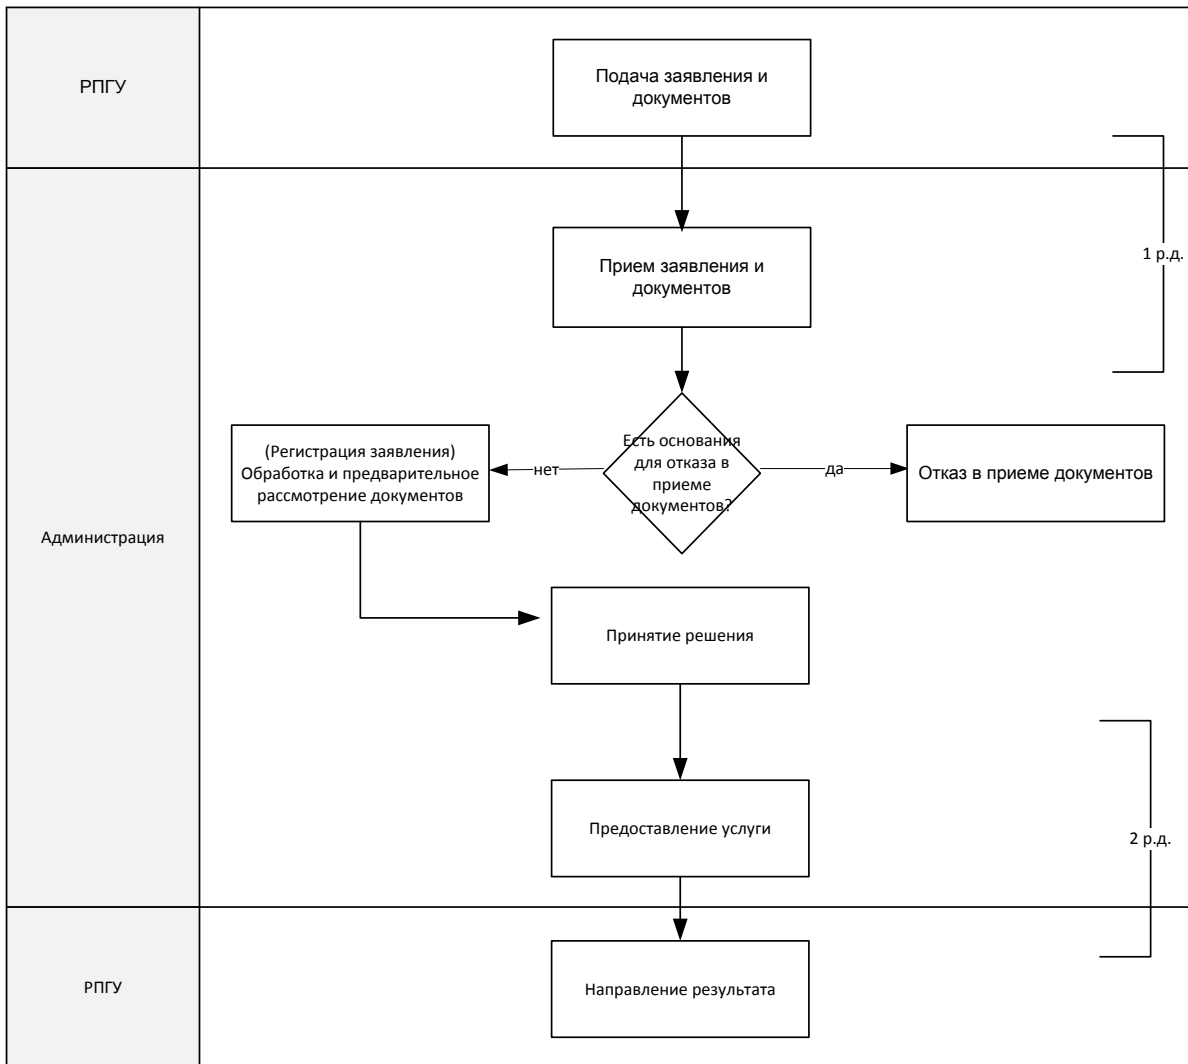 РПГУ
Подача заявления и
документов
Прием заявления и
документов
1 р.д.
Администрация
(Регистрация заявления)
Обработка и предварительное
рассмотрение документов
нет
Есть основания
для отказа в
приеме
документов?
да
Отказ в приеме документов
Принятие решения
Предоставление услуги
2 р.д.
РПГУ
Направление результата